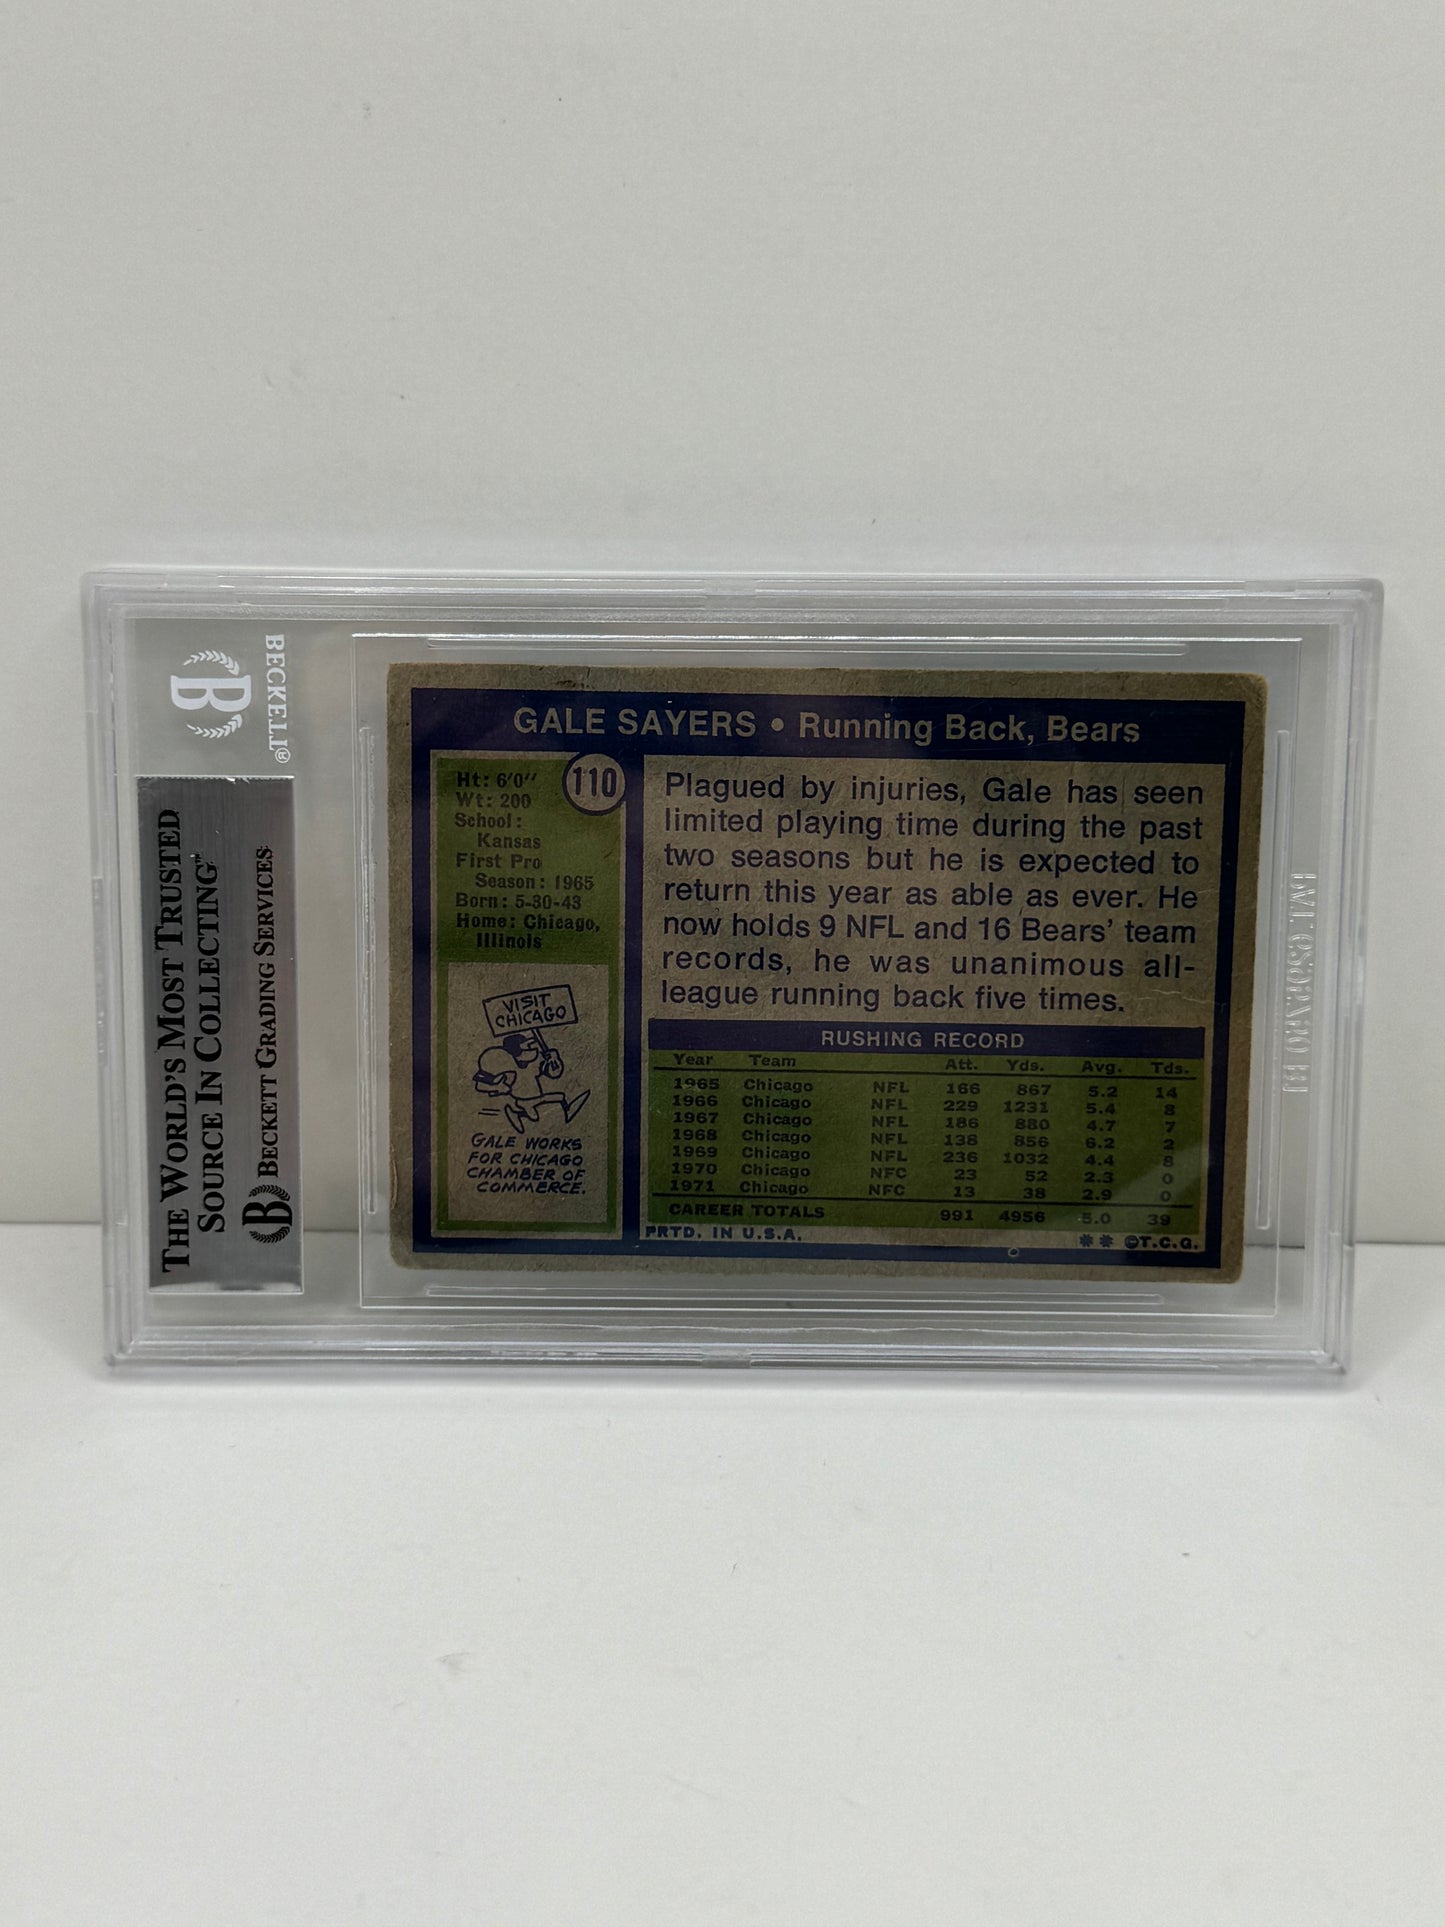 BECKETT®
B
THE WORLD'S MOST TRUSTED
SOURCE IN COLLECTING™
B BECKETT GRADING SERVICES
GALE SAYERS • Running Back, Bears
110
Ht: 6'0"
Wt: 200
School:
Kansas
First Pro
Season: 1965
Born: 5-30-43
Home: Chicago,
Illinois
VISIT
CHICAGO
GALE WORKS
FOR CHICAGO
CHAMBER OF
COMMERCE.
Plagued by injuries, Gale has seen
limited playing time during the past
two seasons but he is expected to
return this year as able as ever. He
now holds 9 NFL and 16 Bears' team
records, he was unanimous all-
league running back five times.
RUSHING RECORD
Year Team Att. Yds. Avg. Tds.
1965 Chicago NFL 166 867 5.2 14
1966 Chicago NFL 229 1231 5.4 8
1967 Chicago NFL 186 880 4.7 7
1968 Chicago NFL 138 856 6.2 2
1969 Chicago NFL 236 1032 4.4 8
1970 Chicago NFC 23 52 2.3 0
1971 Chicago NFC 13 38 2.9 0
CAREER TOTALS 991 4956 5.0 39
PRTD. IN U.S.A. ** ©T.C.G.